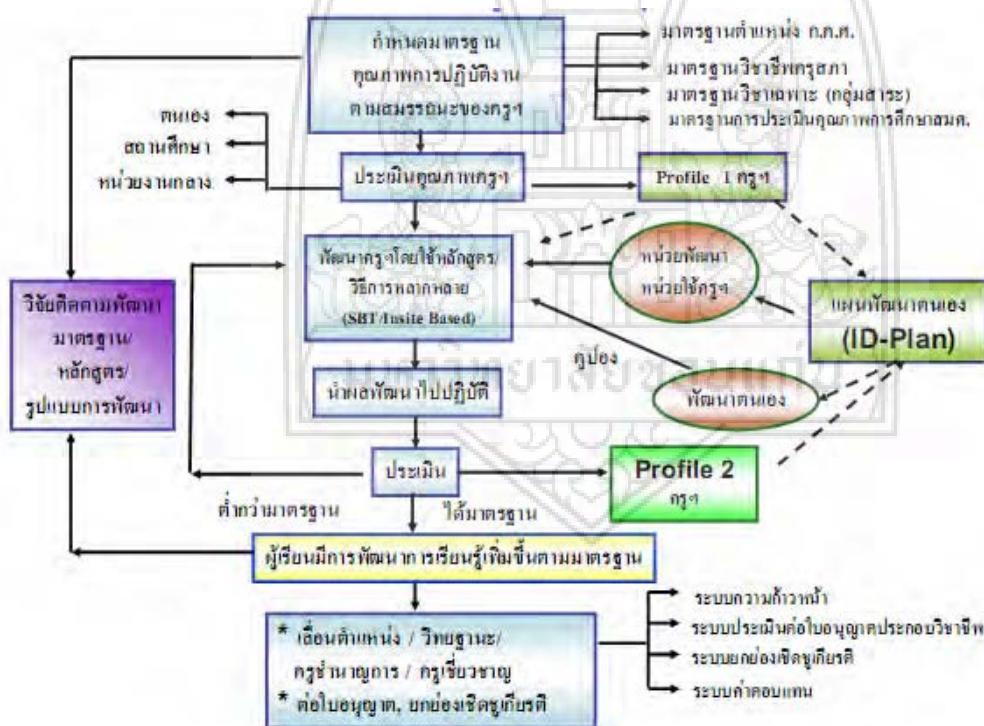 กำหนดมาตรฐาน
คุณภาพการปฏิบัติงาน
ตามสมรรถนะของครูฯ
มาตรฐานตำแหน่ง ก.ค.ศ.
มาตรฐานวิชาชีพคุรุสภา
มาตรฐานวิชาเฉพาะ (กลุ่มสาระ)
มาตรฐานการประเมินคุณภาพการศึกษาสมศ.
ตนเอง
สถานศึกษา
หน่วยงานกลาง
ประเมินคุณภาพครูฯ
Profile 1 ครูฯ
พัฒนาครูฯโดยใช้หลักสูตร/
วิธีการหลากหลาย
(SBT/Insite Based)
หน่วยพัฒนา
หน่วยใช้ครูฯ
แผนพัฒนาตนเอง
(ID-Plan)
วิจัยติดตามพัฒนา
มาตรฐาน/
หลักสูตร/
รูปแบบการพัฒนา
คูปอง
พัฒนาตนเอง
นำผลพัฒนาไปปฏิบัติ
ประเมิน
Profile 2
ครูฯ
ต่ำกว่ามาตรฐาน
ได้มาตรฐาน
ผู้เรียนมีการพัฒนาการเรียนรู้เพิ่มขึ้นตามมาตรฐาน
* เลื่อนตำแหน่ง / วิทยฐานะ/
ครูชำนาญการ / ครูเชี่ยวชาญ
* ต่อใบอนุญาต, ยกย่องเชิดชูเกียรติ
ระบบความก้าวหน้า
ระบบประเมินต่อใบอนุญาตประกอบวิชาชีพ
ระบบยกย่องเชิดชูเกียรติ
ระบบค่าตอบแทน